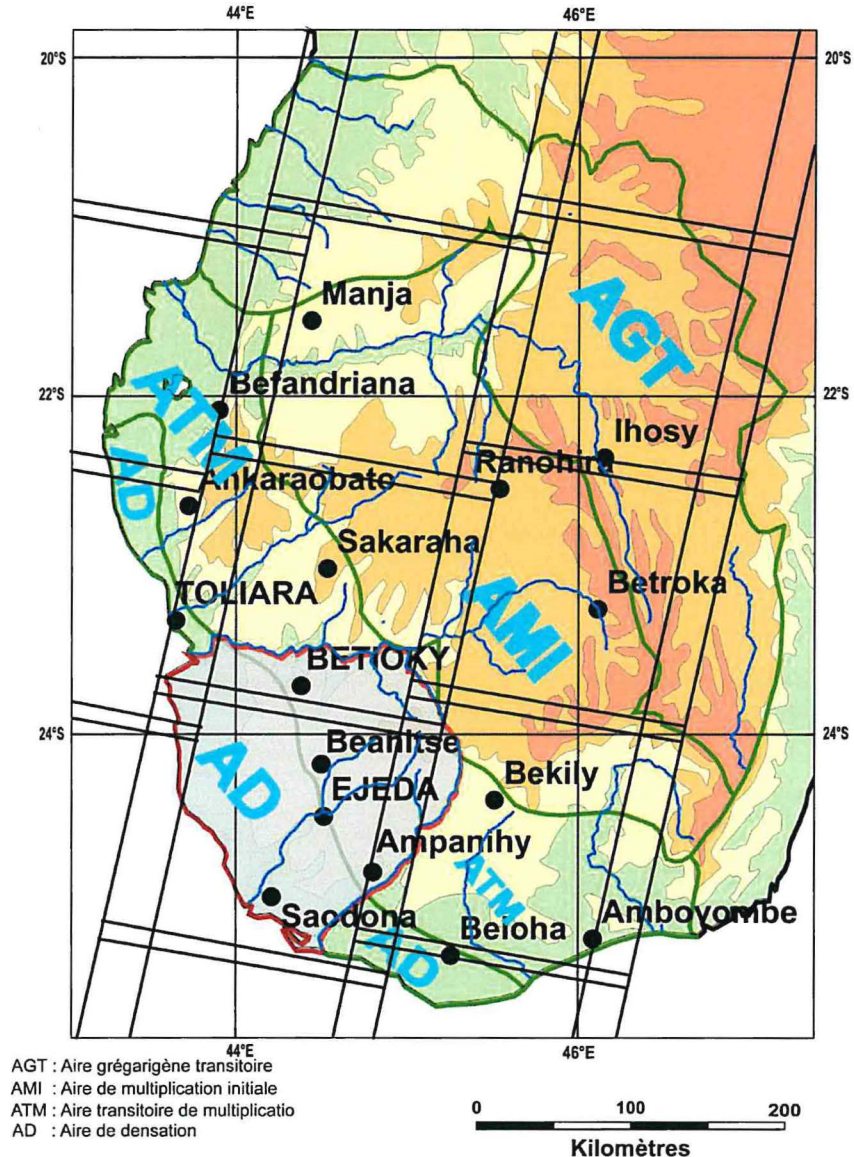 44°E 46°E
20°S 20°S
Manja
AGT
22°S 22°S
ATM
Befandriana
Ihosy
AD
Ranohira
Ankaraobato
Sakaraha
TOLIARA
AMI
Betroka
BETIOKY
24°S 24°S
AD
Beahitse
EJEDA
Bekily
Ampanihy
ATM
Saodona
AD
Beloha
Amboyombe
44°E 46°E
AGT : Aire grégarigène transitoire
AMI : Aire de multiplication initiale
ATM : Aire transitoire de multiplicatio
AD : Aire de densation
0 100 200
Kilomètres